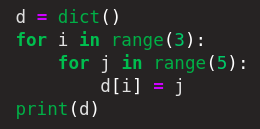 d = dict()
for i in range(3):
    for j in range(5):
        d[i] = j
print(d)